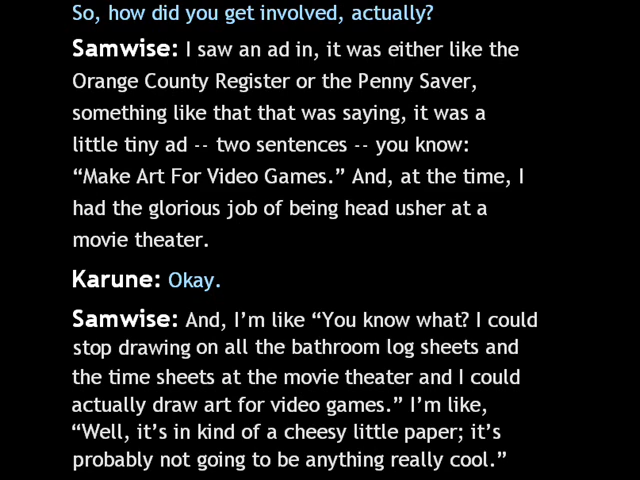 So, how did you get involved, actually?
Samwise: I saw an ad in, it was either like the
Orange County Register or the Penny Saver,
something like that that was saying, it was a
little tiny ad -- two sentences -- you know:
“Make Art For Video Games.” And, at the time, I
had the glorious job of being head usher at a
movie theater.
Karune: Okay.
Samwise: And, I’m like “You know what? I could
stop drawing on all the bathroom log sheets and
the time sheets at the movie theater and I could
actually draw art for video games.” I’m like,
“Well, it’s in kind of a cheesy little paper; it’s
probably not going to be anything really cool.”